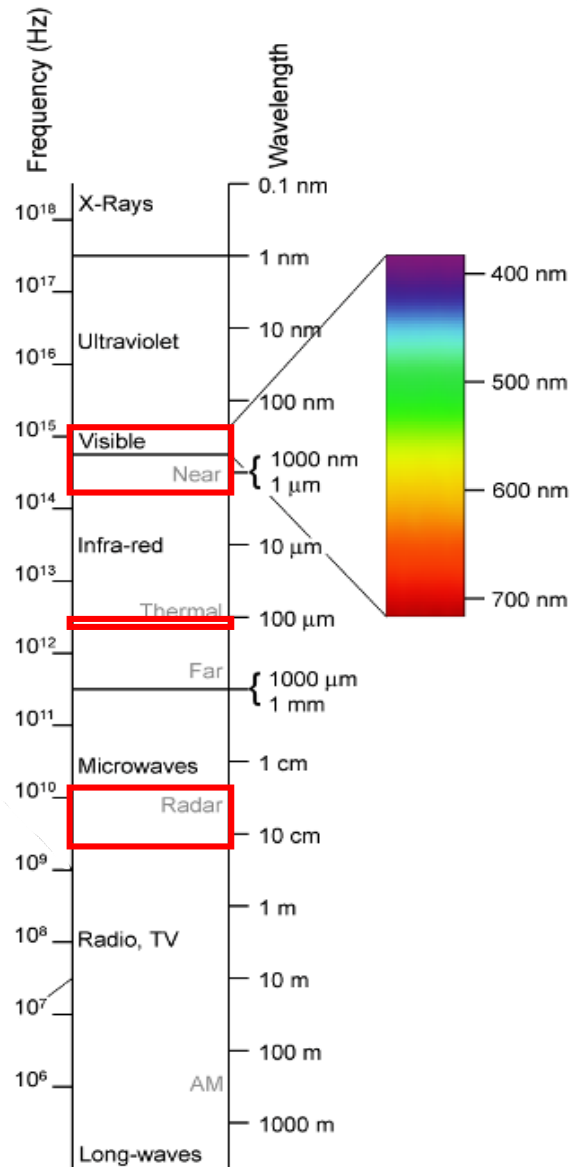 Frequency (Hz)
Wavelength
0.1 nm
X-Rays
10¹⁸
1 nm
10¹⁷
400 nm
10 nm
Ultraviolet
10¹⁶
500 nm
100 nm
10¹⁵
Visible
1000 nm
Near
1 μm
600 nm
10¹⁴
Infra-red
10 μm
10¹³
700 nm
Thermal
100 μm
10¹²
Far
1000 μm
1 mm
10¹¹
Microwaves
1 cm
10¹⁰
Radar
10 cm
10⁹
1 m
10⁸
Radio, TV
10 m
10⁷
100 m
10⁶
AM
1000 m
Long-waves